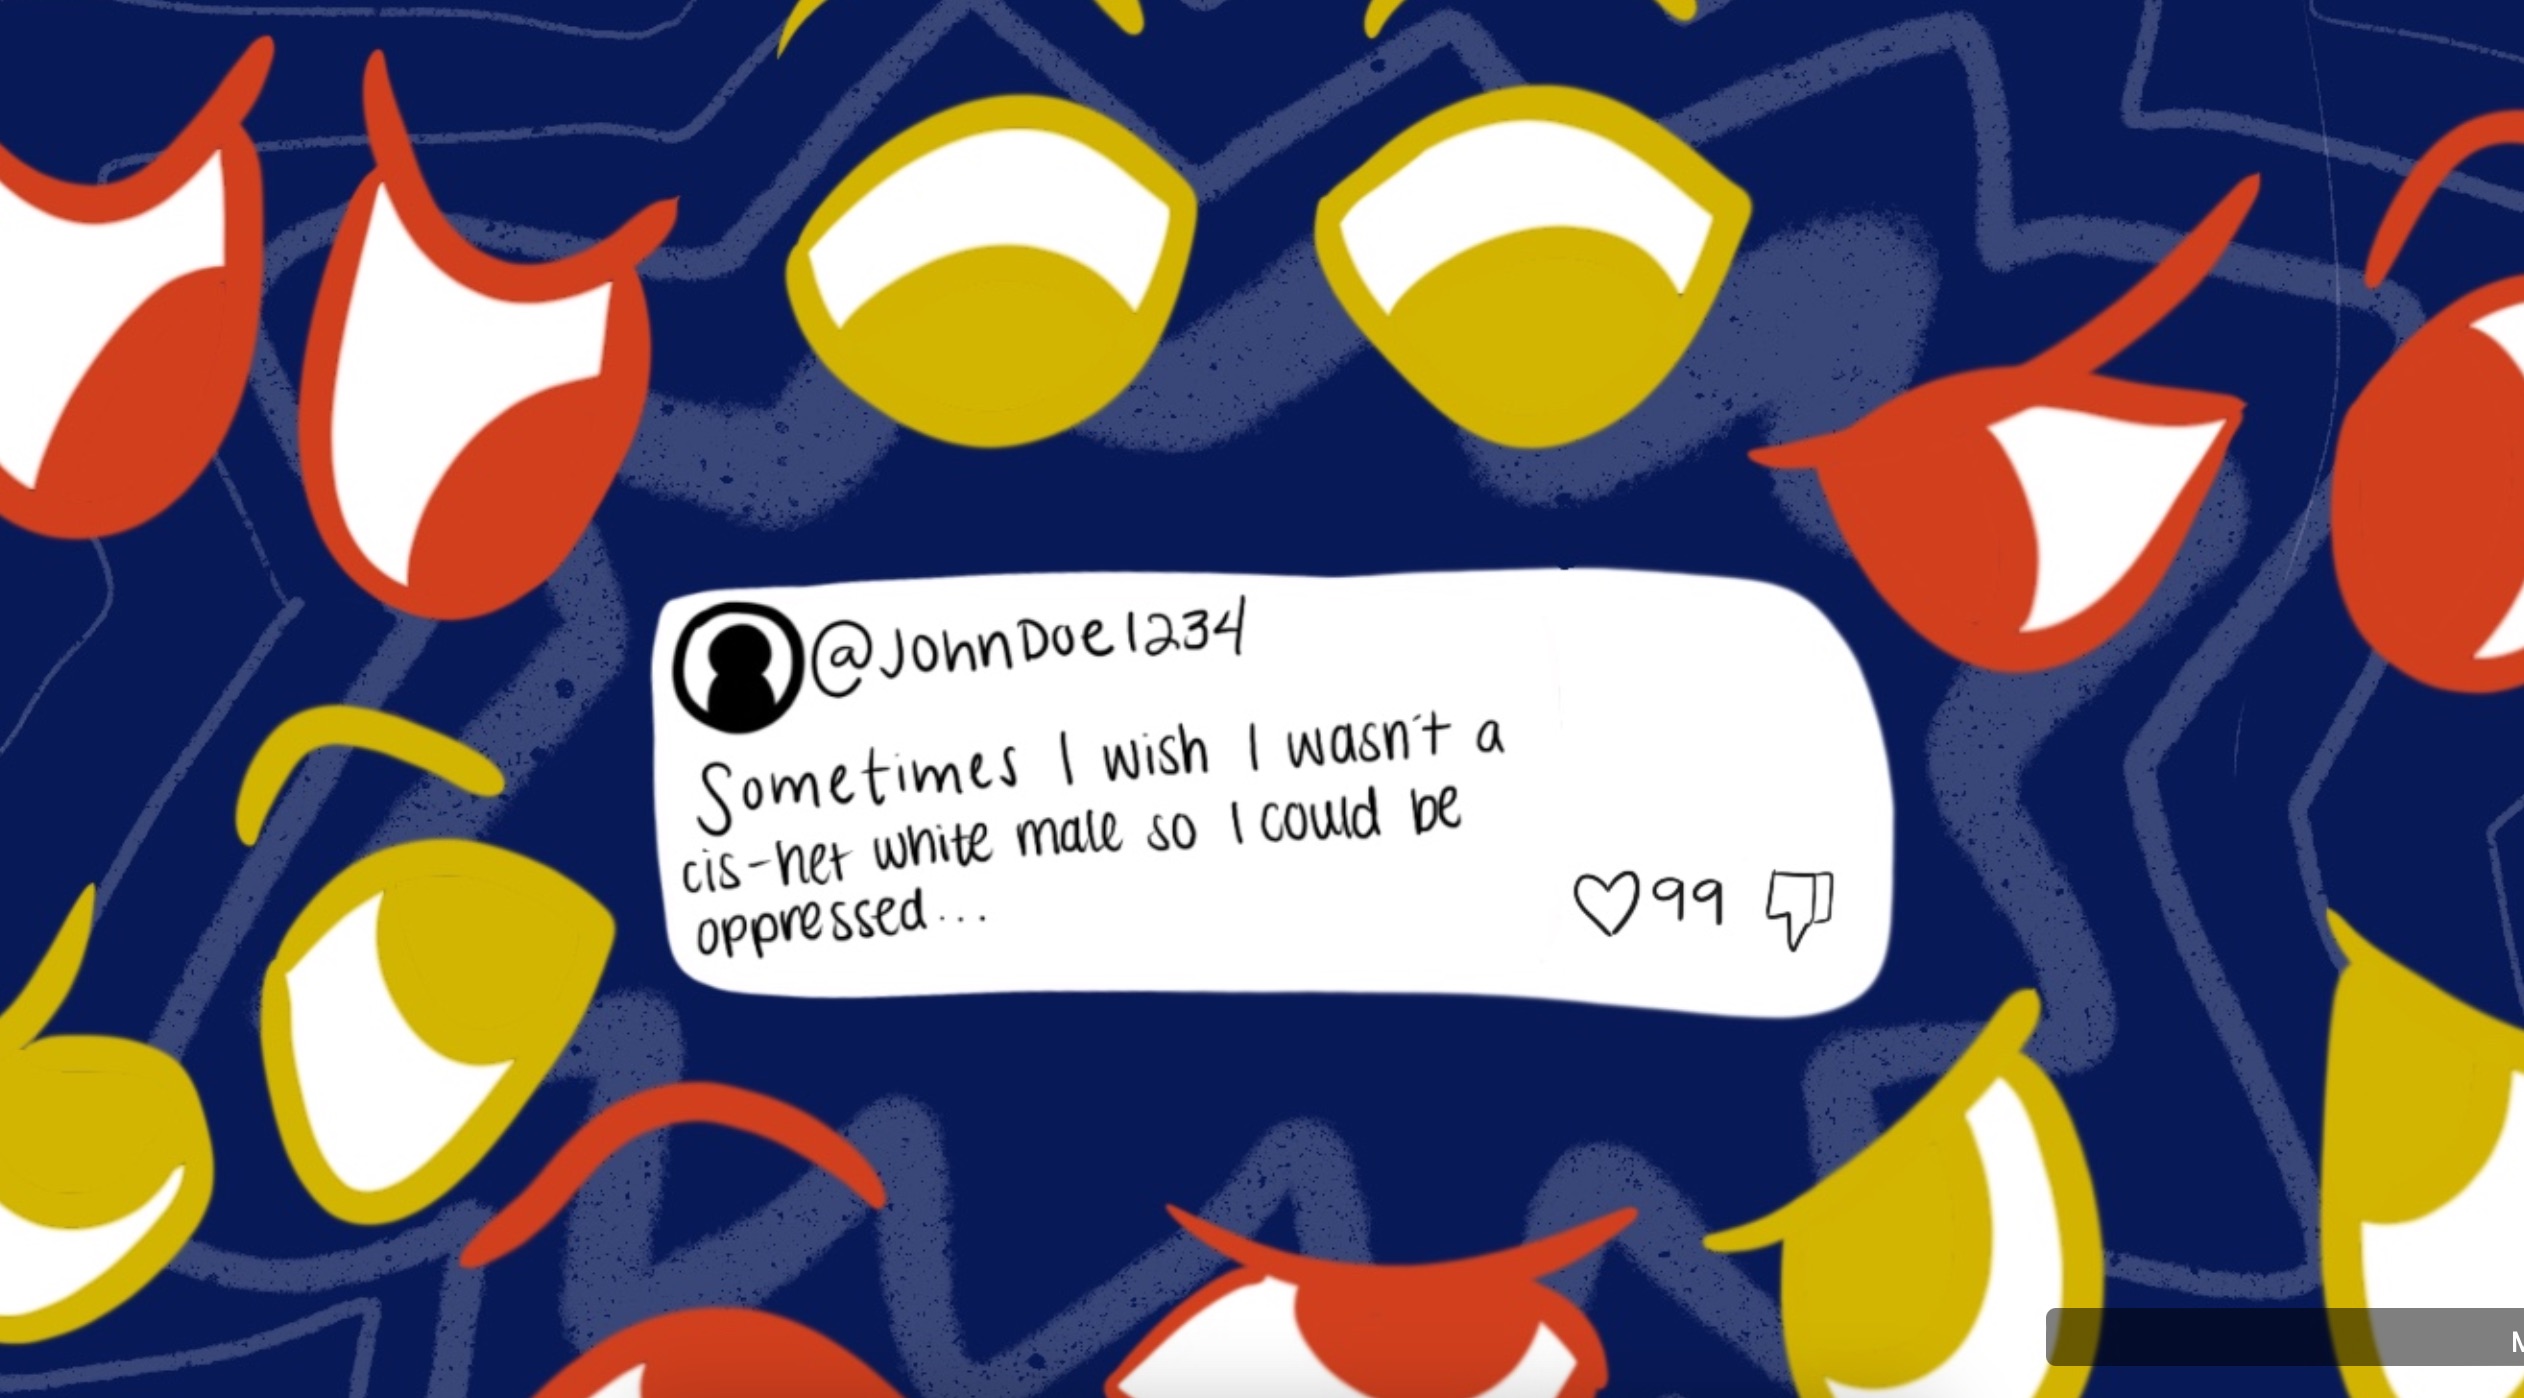 @JohnDoe1234
Sometimes I wish I wasn't a
cis-het white male so I could be
oppressed...
99
M